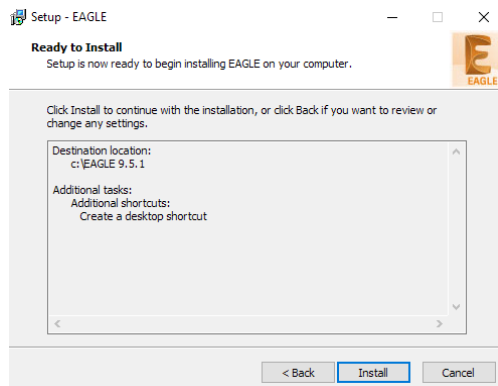 Setup - EAGLE
Ready to Install
Setup is now ready to begin installing EAGLE on your computer.
EAGLE
Click Install to continue with the installation, or click Back if you want to review or
change any settings.
Destination location:
c:\EAGLE 9.5.1
Additional tasks:
Additional shortcuts:
Create a desktop shortcut
< Back
Install
Cancel